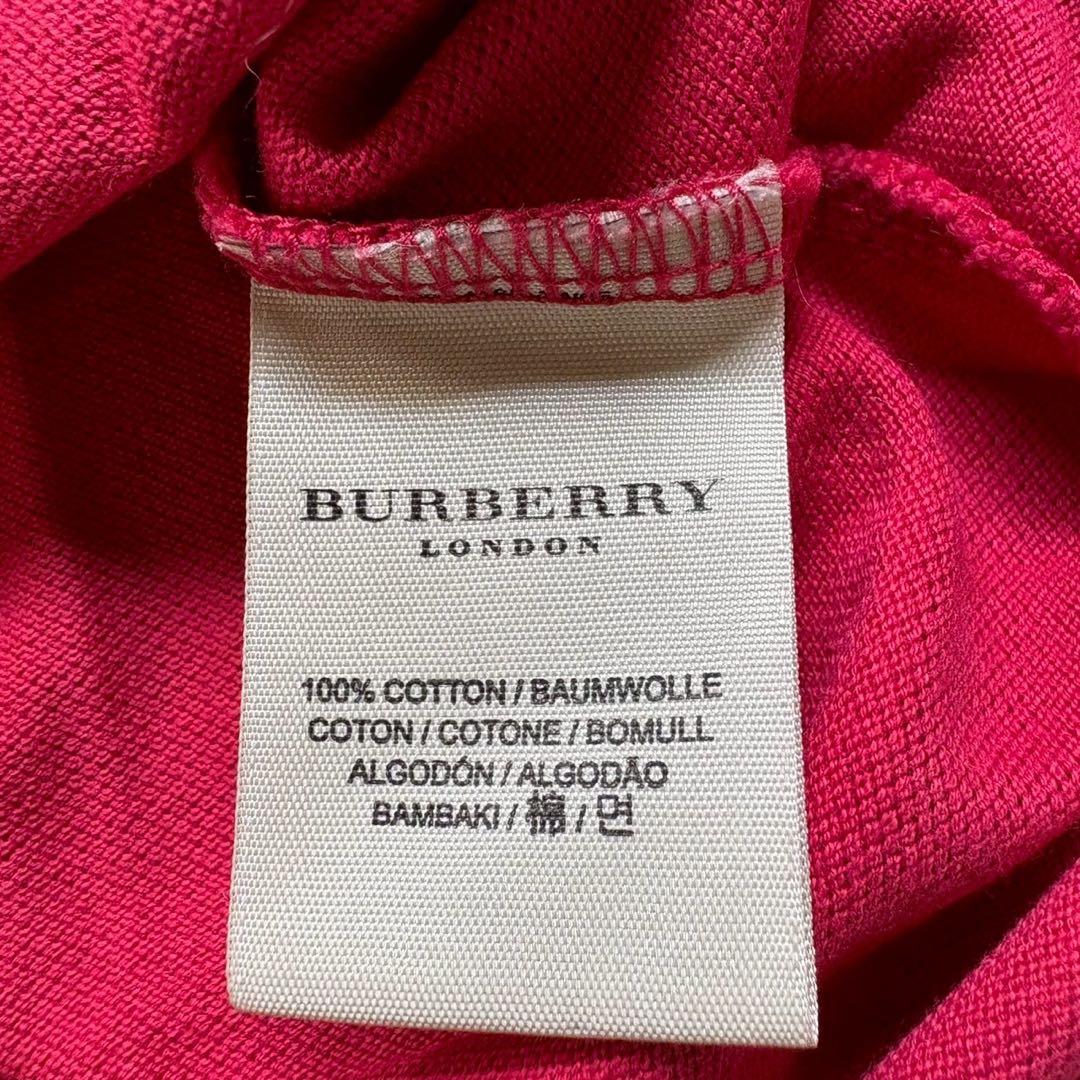 BURBERRY
LONDON
100% COTTON / BAUMWOLLE
COTON / COTONE / BOMULL
ALGODÓN / ALGODÃO
BAMBAKI / 棉 / 면